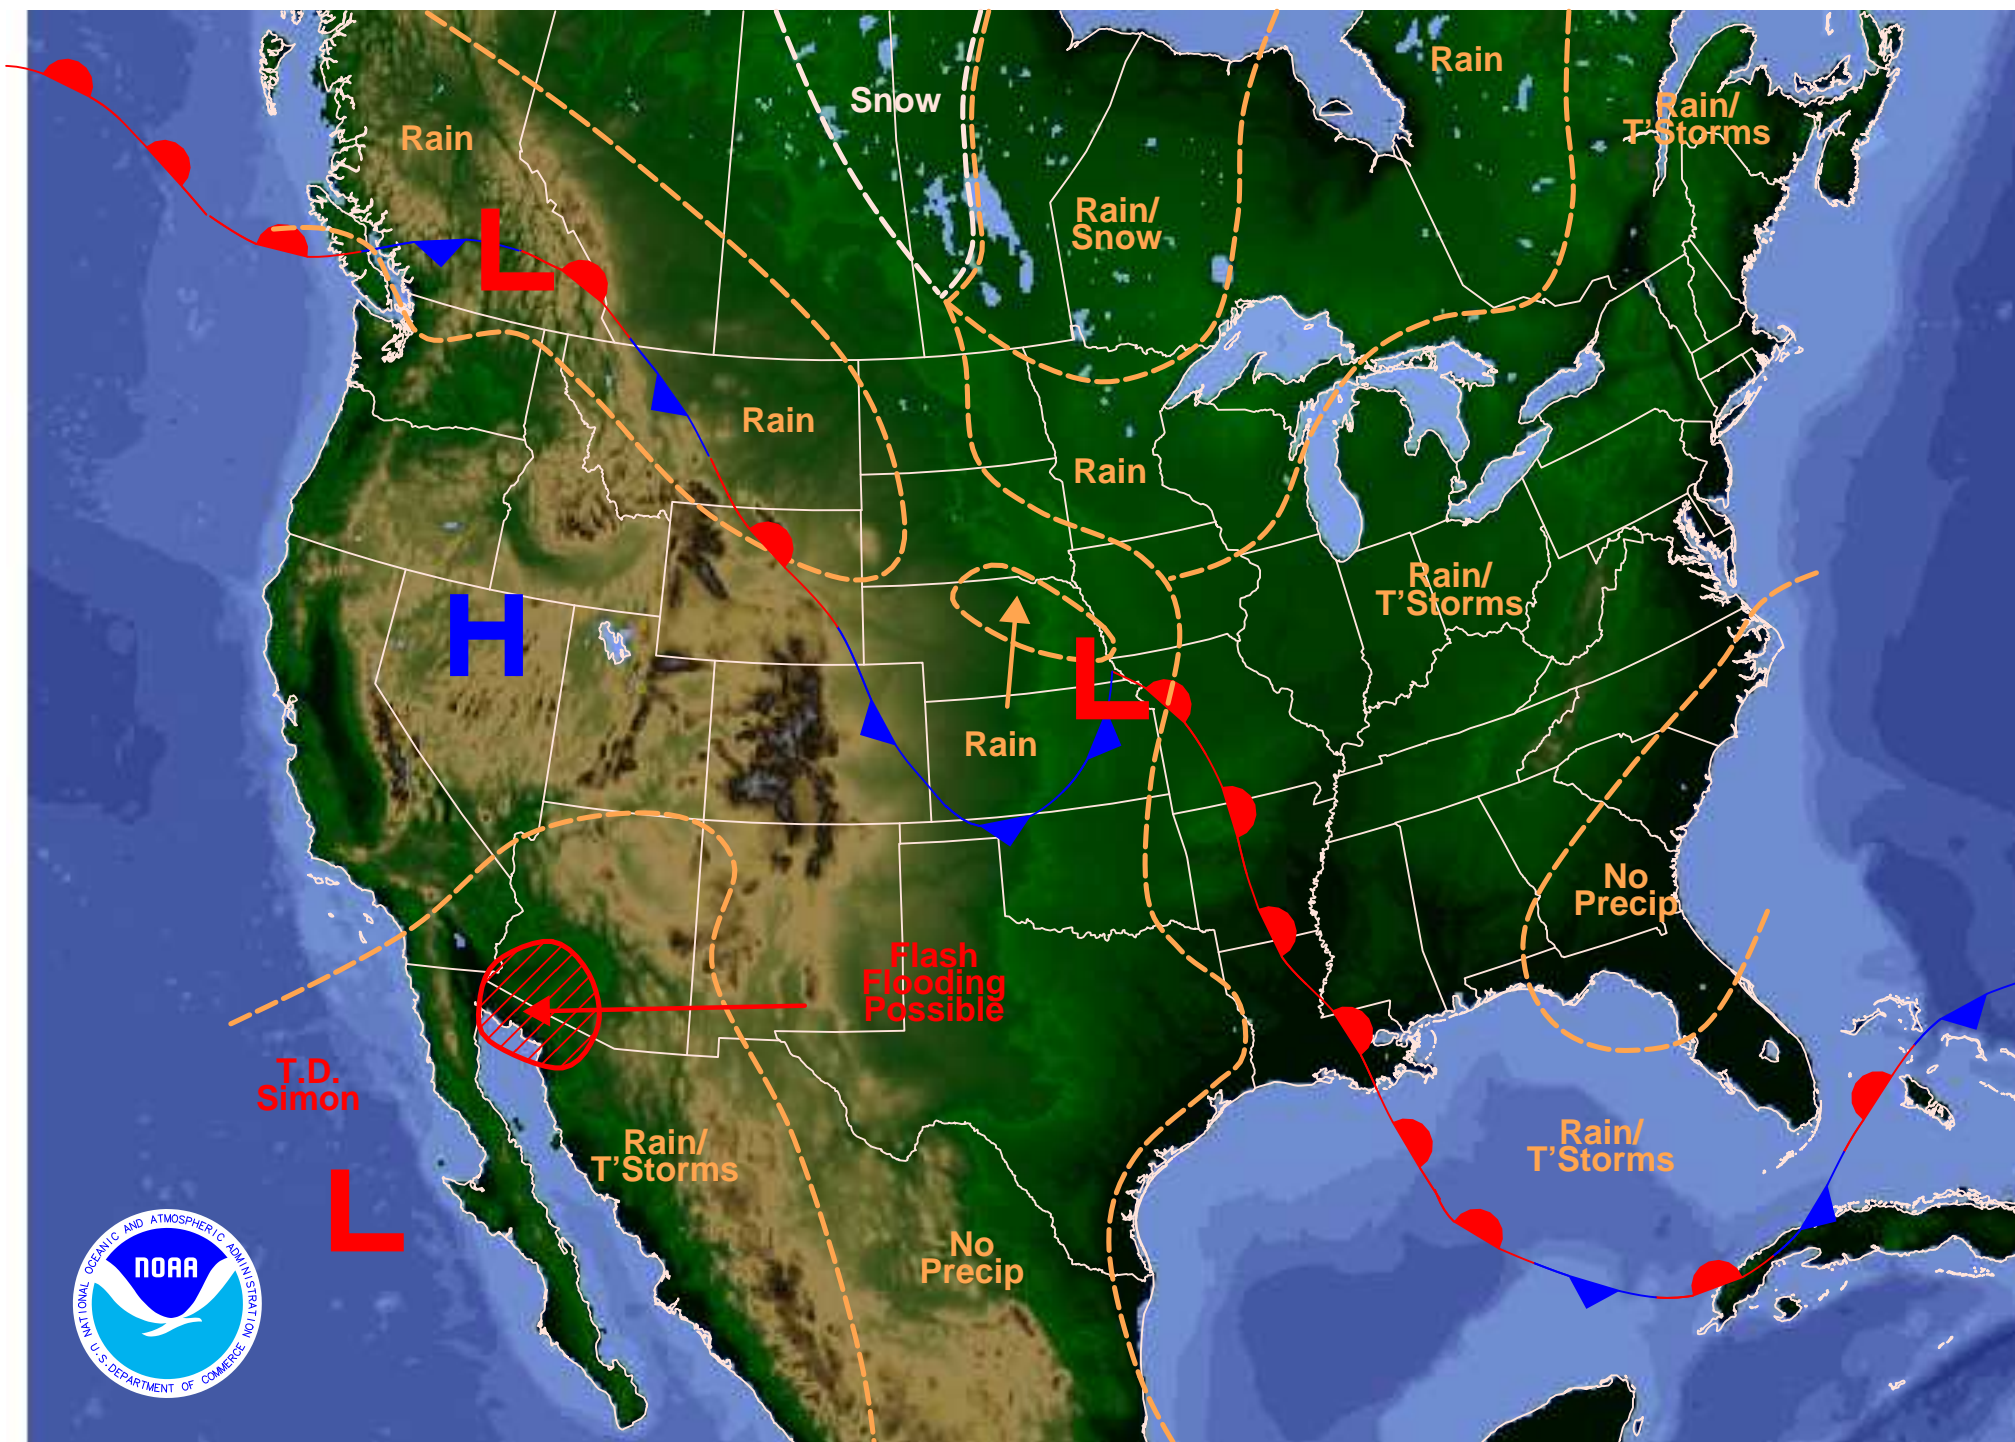 Rain
Rain
Snow
Rain/
T'Storms
Rain/
Snow
L
Rain
Rain
Rain/
T'Storms
H
L
Rain
No
Precip
Flash
Flooding
Possible
T.D.
Simon
Rain/
T'Storms
Rain/
T'Storms
L
No
Precip
NATIONAL OCEANIC AND ATMOSPHERIC ADMINISTRATION
NOAA
U.S. DEPARTMENT OF COMMERCE